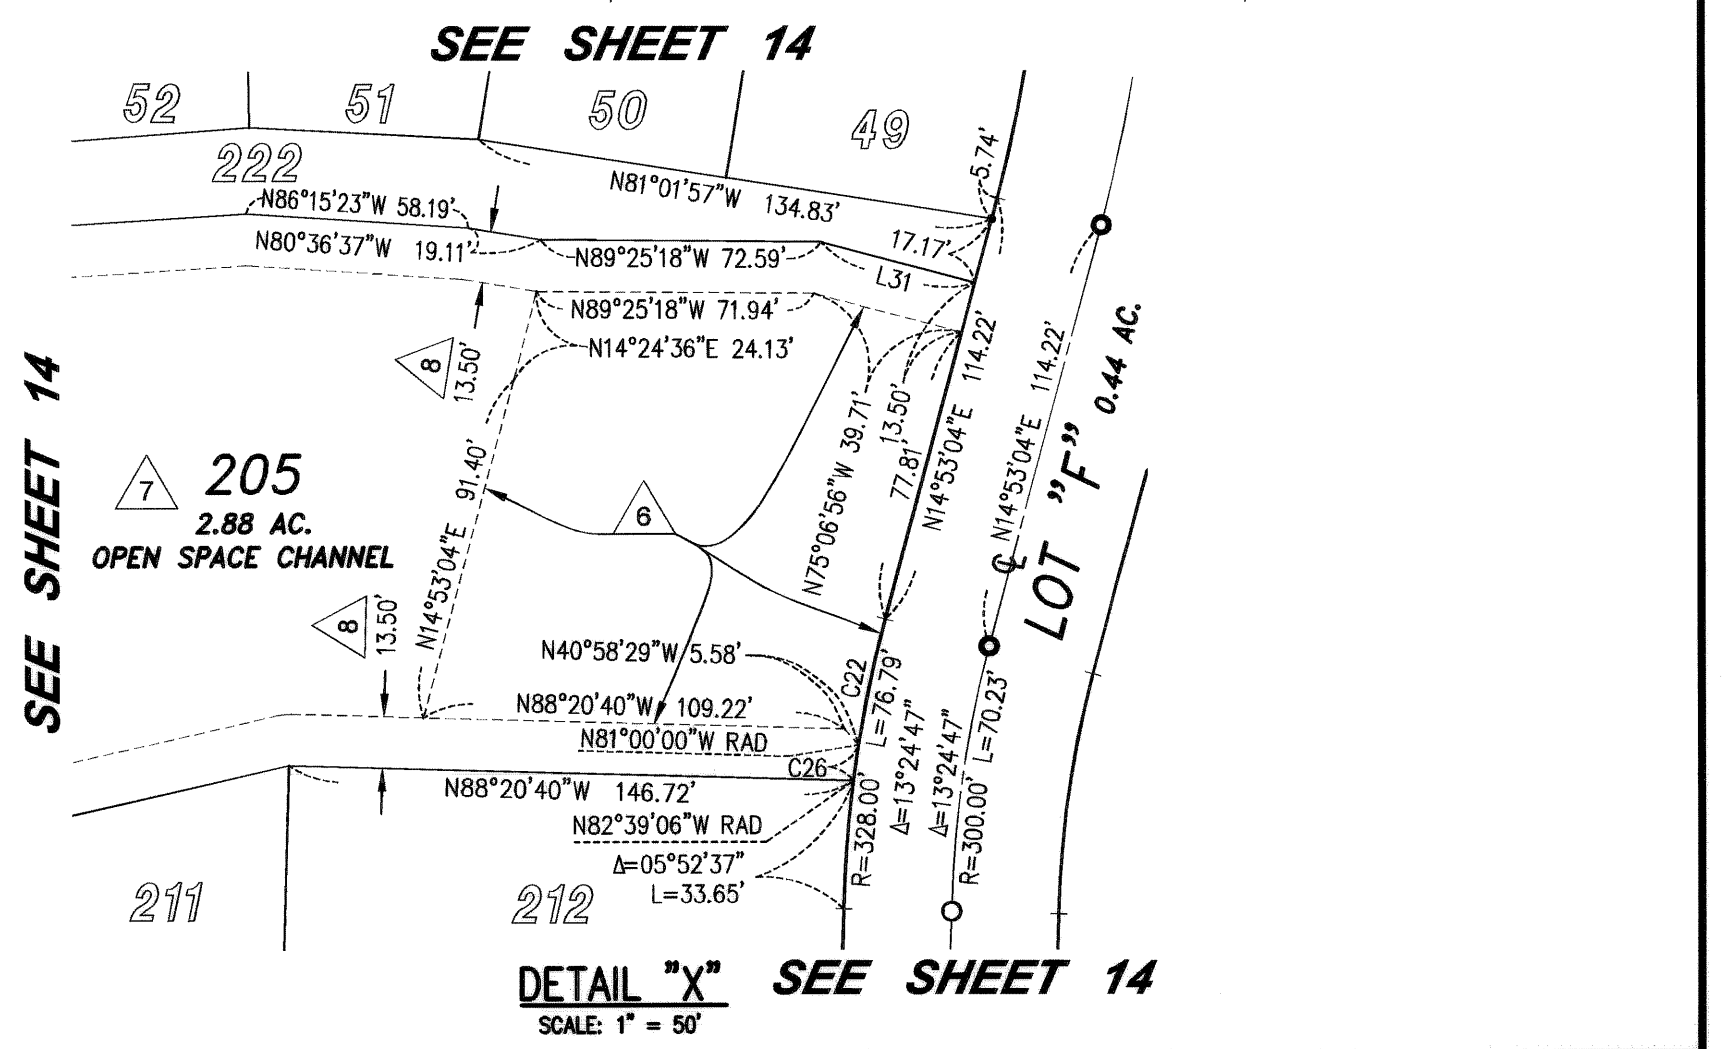 SEE SHEET 14
52
51
50
49
222
5.74'
N81°01'57"W 134.83'
N86°15'23"W 58.19'
N80°36'37"W 19.11'
N89°25'18"W 72.59'
17.17'
L31
N89°25'18"W 71.94'
N14°24'36"E 24.13'
8
13.50'
SEE SHEET 14
7
205
2.88 AC.
OPEN SPACE CHANNEL
N14°53'04"E 91.40'
6
N75°06'56"W 39.71'
13.50'
77.81'
N14°53'04"E 114.22'
℄ N14°53'04"E 114.22'
LOT "F" 0.44 AC.
8
13.50'
N40°58'29"W 5.58'
C22
N88°20'40"W 109.22'
N81°00'00"W RAD
C26
N88°20'40"W 146.72'
N82°39'06"W RAD
Δ=05°52'37"
L=33.65'
R=328.00' L=76.79'
Δ=13°24'47"
Δ=13°24'47"
R=300.00' L=70.23'
211
212
DETAIL "X"
SCALE: 1" = 50'
SEE SHEET 14